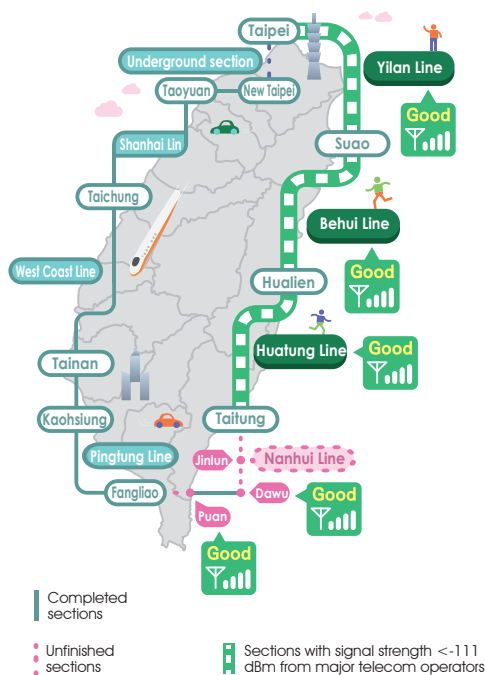 Taipei
Underground section
Yilan Line
Taoyuan
New Taipei
Good
Shanhai Lin
Suao
Taichung
Behui Line
West Coast Line
Good
Hualien
Huatung Line
Good
Tainan
Kaohsiung
Taitung
Pingtung Line
Jinlun
Nanhui Line
Fangliao
Dawu
Good
Puan
Good
Completed
sections
Unfinished
sections
Sections with signal strength <-111
dBm from major telecom operators